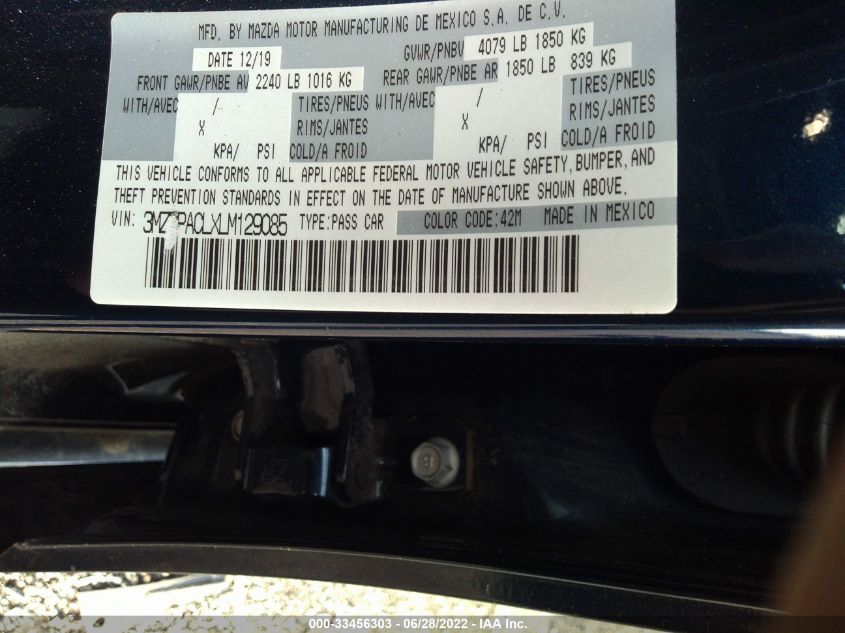 MFD. BY MAZDA MOTOR MANUFACTURING DE MEXICO S.A. DE C.V.
DATE 12/19 GVWR/PNBV 4079 LB 1850 KG
FRONT GAWR/PNBE AV 2240 LB 1016 KG REAR GAWR/PNBE AR 1850 LB 839 KG
WITH/AVEC / TIRES/PNEUS WITH/AVEC / TIRES/PNEUS
X RIMS/JANTES X RIMS/JANTES
KPA/ PSI COLD/A FROID KPA/ PSI COLD/A FROID
THIS VEHICLE CONFORMS TO ALL APPLICABLE FEDERAL MOTOR VEHICLE SAFETY, BUMPER, AND
THEFT PREVENTION STANDARDS IN EFFECT ON THE DATE OF MANUFACTURE SHOWN ABOVE.
VIN: TYPE:PASS CAR COLOR CODE:42M MADE IN MEXICO
000-33456303 / 06/28/2022 - IAA Inc.